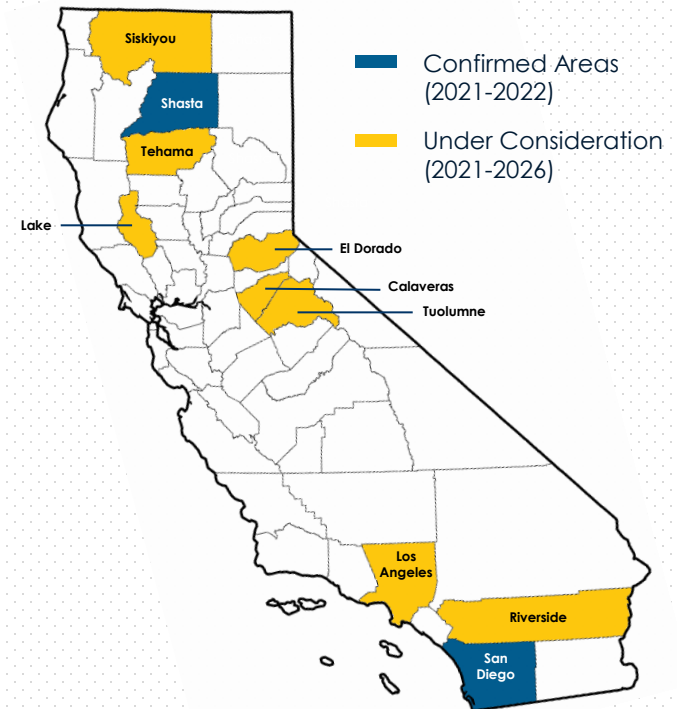 Siskiyou
Confirmed Areas
(2021-2022)
Shasta
Under Consideration
(2021-2026)
Tehama
Lake
El Dorado
Calaveras
Tuolumne
Los
Angeles
Riverside
San
Diego